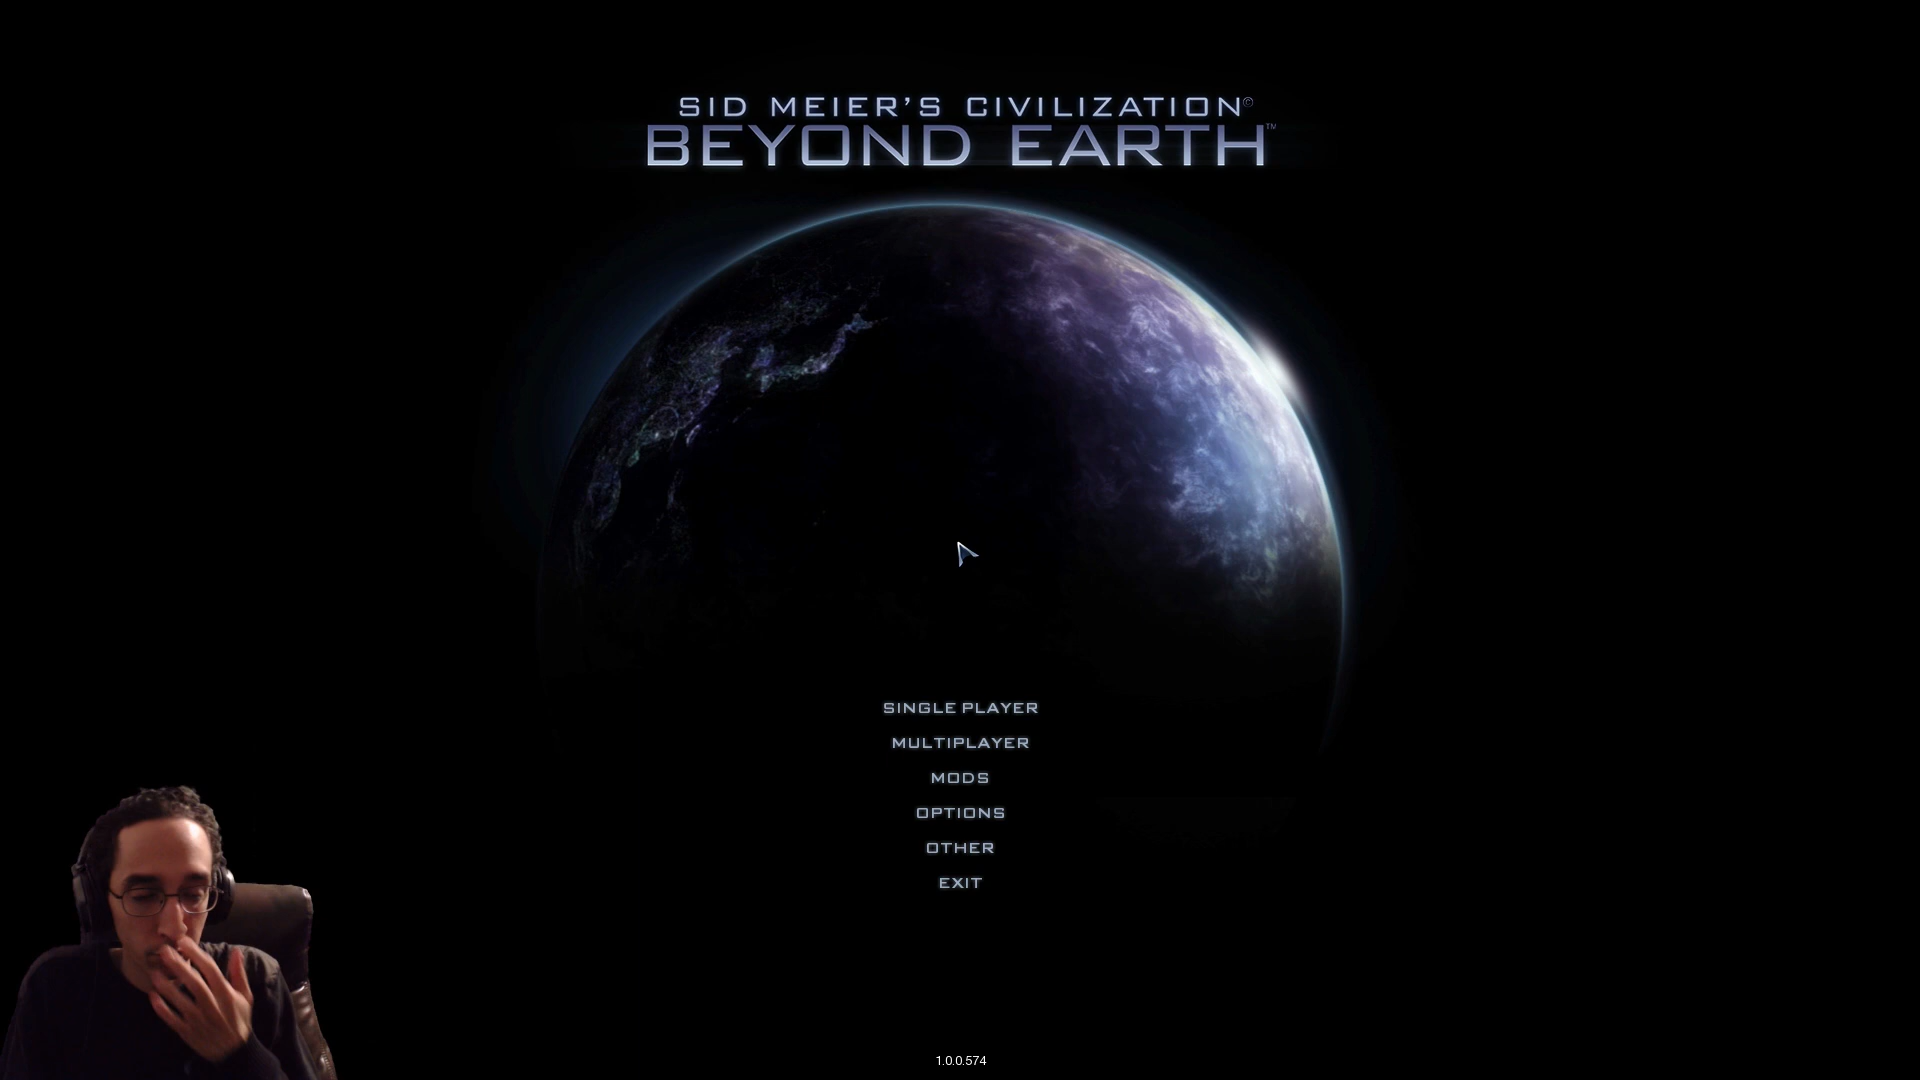 SID MEIER'S CIVILIZATION©
BEYOND EARTH™
SINGLE PLAYER
MULTIPLAYER
MODS
OPTIONS
OTHER
EXIT
1.0.0.574